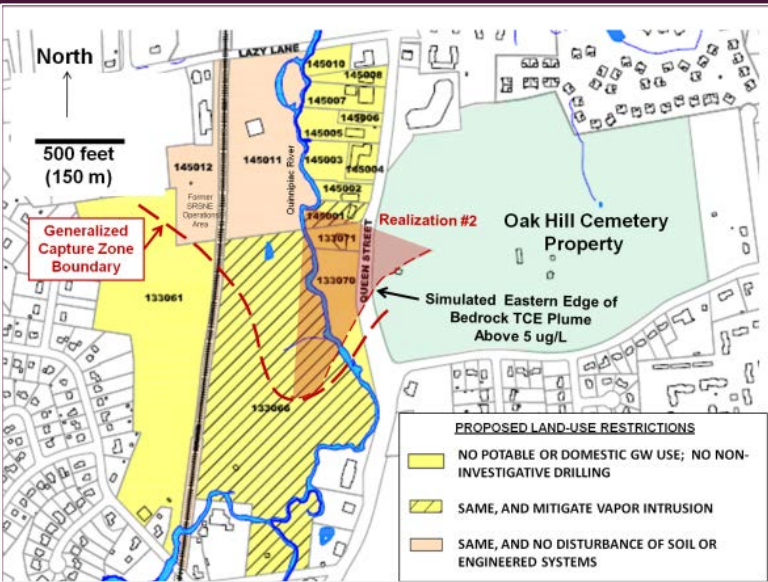 LAZY LANE
North
500 feet
(150 m)
145010
145008
145007
145006
145005
145003
145004
145002
145001
145012
145011
Former
SRSNE
Operations
Area
Quinnipiac River
Generalized
Capture Zone
Boundary
133061
133071
133070
133066
QUEEN STREET
Realization #2
Oak Hill Cemetery
Property
Simulated Eastern Edge of
Bedrock TCE Plume
Above 5 ug/L
PROPOSED LAND-USE RESTRICTIONS
NO POTABLE OR DOMESTIC GW USE; NO NON-
INVESTIGATIVE DRILLING
SAME, AND MITIGATE VAPOR INTRUSION
SAME, AND NO DISTURBANCE OF SOIL OR
ENGINEERED SYSTEMS